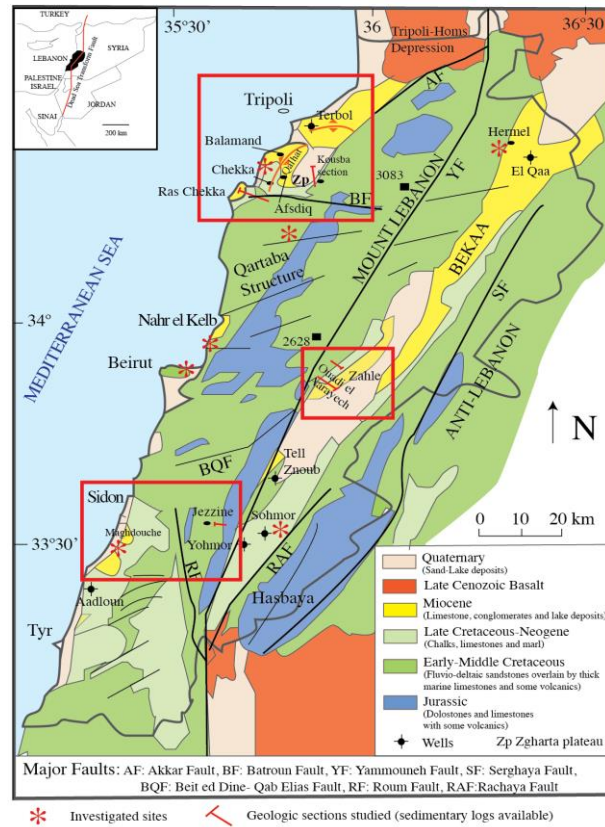 TURKEY
SYRIA
LEBANON
PALESTINE
ISRAEL
JORDAN
SINAI
Dead Sea Transform Fault
200 km
35°30'
36
36°30'
Tripoli-Homs
Depression
AF
Tripoli
Terbol
Balamand
Chekka
Qalhat
Kousba
section
Zp
Ras Chekka
Afsdiq
BF
3083
Hermel
El Qaa
MOUNT LEBANON
YF
BEKAA
Qartaba
Structure
MEDITERRANEAN SEA
34°
Nahr el Kelb
Beirut
2628
Zahle
Ouadi el
Aarayech
SF
ANTI-LEBANON
N
BQF
Tell
Znoub
0 10 20 km
Sidon
Maghdouche
Jezzine
Sohmor
Yohmor
33°30'
RF
RAF
Hasbaya
Aadloun
Tyr
Quaternary
(Sand-Lake deposits)
Late Cenozoic Basalt
Miocene
(Limestone, conglomerates and lake deposits)
Late Cretaceous-Neogene
(Chalks, limestones and marl)
Early-Middle Cretaceous
(Fluvio-deltaic sandstones overlain by thick
marine limestones and some volcanics)
Jurassic
(Dolostones and limestones
with some volcanics)
Wells Zp Zgharta plateau
Major Faults: AF: Akkar Fault, BF: Batroun Fault, YF: Yammouneh Fault, SF: Serghaya Fault,
BQF: Beit ed Dine- Qab Elias Fault, RF: Roum Fault, RAF:Rachaya Fault
Investigated sites Geologic sections studied (sedimentary logs available)